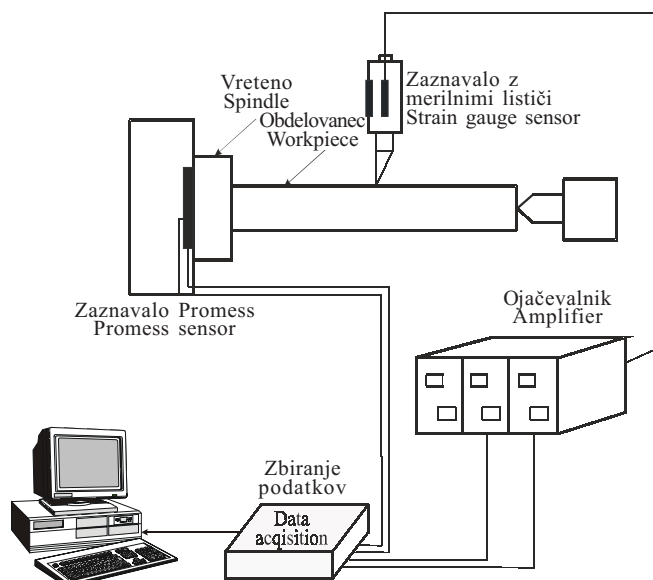 Vreteno
Spindle
Obdelovanec
Workpiece
Zaznavalo z
merilnimi lističi
Strain gauge sensor
Zaznavalo Promess
Promess sensor
Ojačevalnik
Amplifier
Zbiranje
podatkov
Data
acqisition